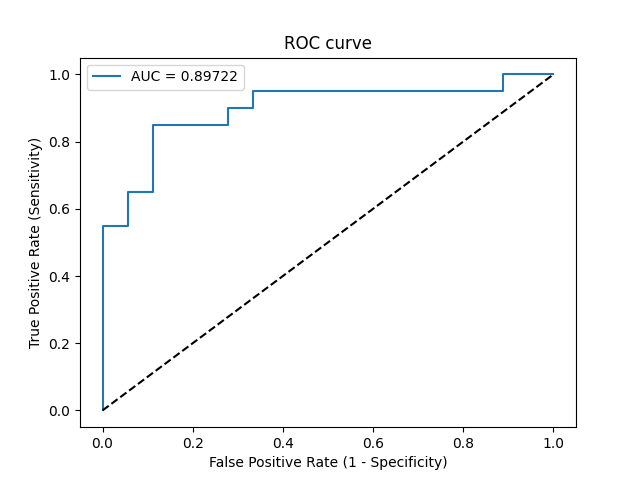 ROC curve
AUC = 0.89722
True Positive Rate (Sensitivity)
1.0
0.8
0.6
0.4
0.2
0.0
0.0 0.2 0.4 0.6 0.8 1.0
False Positive Rate (1 - Specificity)